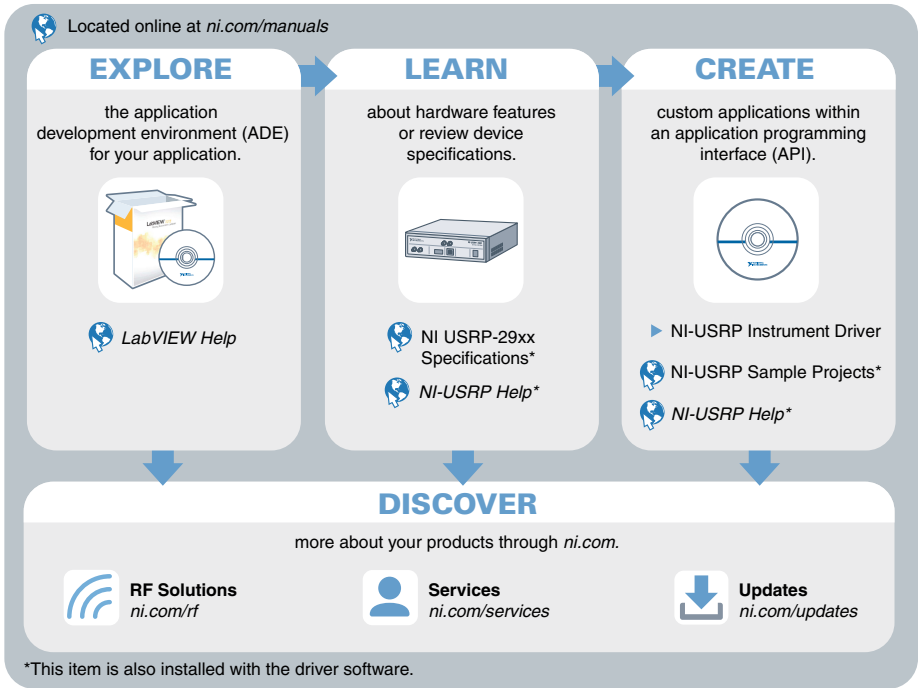 Located online at ni.com/manuals
EXPLORE
the application
development environment (ADE)
for your application.
LabVIEW
LabVIEW Help
LEARN
about hardware features
or review device
specifications.
NI USRP-29xx
Specifications*
NI-USRP Help*
CREATE
custom applications within
an application programming
interface (API).
NI-USRP Instrument Driver
NI-USRP Sample Projects*
NI-USRP Help*
DISCOVER
more about your products through ni.com.
RF Solutions
ni.com/rf
Services
ni.com/services
Updates
ni.com/updates
*This item is also installed with the driver software.